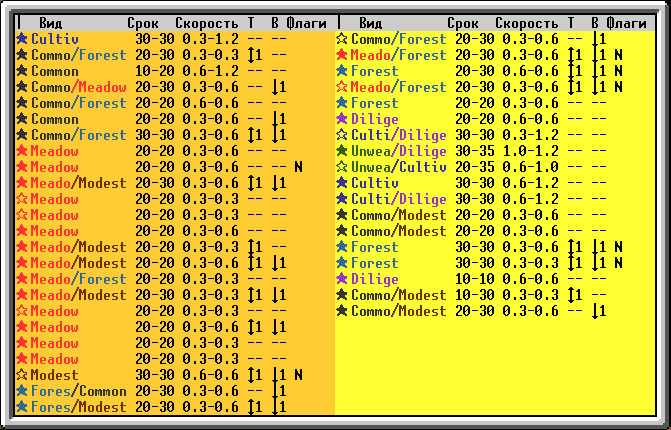 Вид Срок Скорость Т В Флаги
Cultiv 30-30 0.3-1.2 -- --
Commo/Forest 20-30 0.3-0.3 ↕1 --
Common 10-20 0.6-1.2 -- --
Commo/Meadow 20-30 0.3-0.6 -- ↓1
Commo/Forest 20-20 0.6-0.6 -- --
Common 20-20 0.3-0.6 -- ↓1
Commo/Forest 30-30 0.3-0.6 ↕1 ↓1
Meadow 20-20 0.3-0.3 -- --
Meadow 20-20 0.3-0.6 -- -- N
Meado/Modest 20-30 0.3-0.3 ↕1 ↓1
Meadow 20-30 0.3-0.3 -- --
Meadow 20-20 0.3-0.3 -- --
Meadow 20-20 0.3-0.6 -- --
Meado/Modest 20-20 0.3-0.3 ↕1 --
Meado/Modest 20-20 0.3-0.6 ↕1 ↓1
Meado/Forest 20-20 0.3-0.6 -- --
Meado/Modest 20-30 0.3-0.3 ↕1 ↓1
Meadow 20-20 0.3-0.3 -- --
Meadow 20-20 0.3-0.6 ↕1 ↓1
Meadow 20-20 0.3-0.3 -- --
Meadow 20-20 0.3-0.3 -- --
Modest 30-30 0.6-0.6 ↕1 ↓1 N
Fores/Common 20-30 0.3-0.6 -- ↓1
Fores/Modest 20-20 0.3-0.6 ↕1 ↓1
Вид Срок Скорость Т В Флаги
Commo/Forest 20-20 0.3-0.6 -- ↓1
Meado/Forest 20-30 0.3-0.6 ↕1 ↓1 N
Forest 20-30 0.6-0.6 ↕1 ↓1 N
Meado/Forest 20-30 0.3-0.6 ↕1 ↓1 N
Forest 20-20 0.3-0.6 -- --
Dilige 20-20 0.6-0.6 -- --
Culti/Dilige 30-30 0.3-1.2 -- --
Unwea/Dilige 30-35 1.0-1.2 -- --
Unwea/Cultiv 20-35 0.6-1.0 -- --
Cultiv 30-30 0.6-1.2 -- --
Culti/Dilige 30-30 0.6-1.2 -- --
Commo/Modest 20-20 0.3-0.6 -- --
Commo/Modest 20-20 0.3-0.6 -- --
Forest 30-30 0.3-0.6 ↕1 ↓1 N
Forest 30-30 0.3-0.3 ↕1 ↓1 N
Dilige 10-10 0.6-0.6 -- --
Commo/Modest 10-30 0.3-0.3 ↕1 --
Commo/Modest 20-30 0.3-0.6 -- ↓1